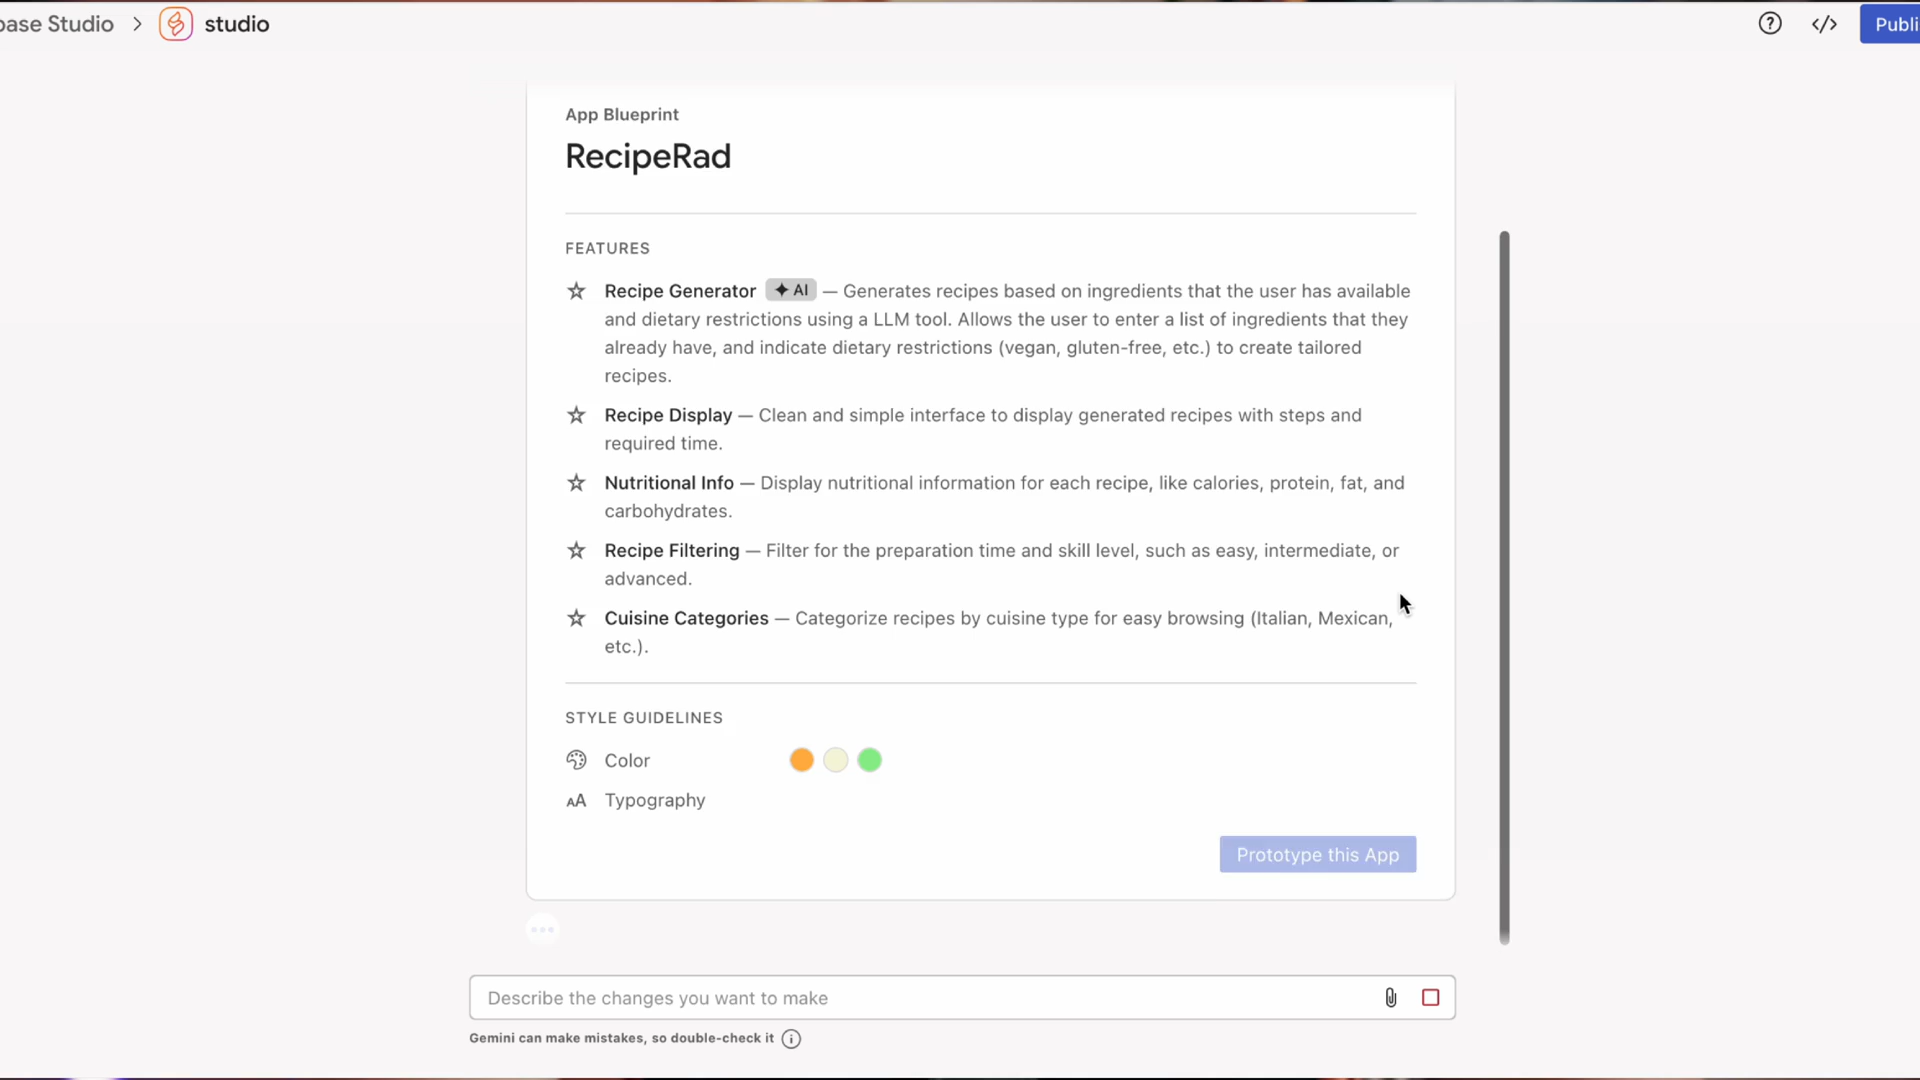 base Studio > studio
</> Publi
App Blueprint
RecipeRad
FEATURES
Recipe Generator AI — Generates recipes based on ingredients that the user has available
and dietary restrictions using a LLM tool. Allows the user to enter a list of ingredients that they
already have, and indicate dietary restrictions (vegan, gluten-free, etc.) to create tailored
recipes.
Recipe Display — Clean and simple interface to display generated recipes with steps and
required time.
Nutritional Info — Display nutritional information for each recipe, like calories, protein, fat, and
carbohydrates.
Recipe Filtering — Filter for the preparation time and skill level, such as easy, intermediate, or
advanced.
Cuisine Categories — Categorize recipes by cuisine type for easy browsing (Italian, Mexican,
etc.).
STYLE GUIDELINES
Color
AA Typography
Prototype this App
Describe the changes you want to make
Gemini can make mistakes, so double-check it